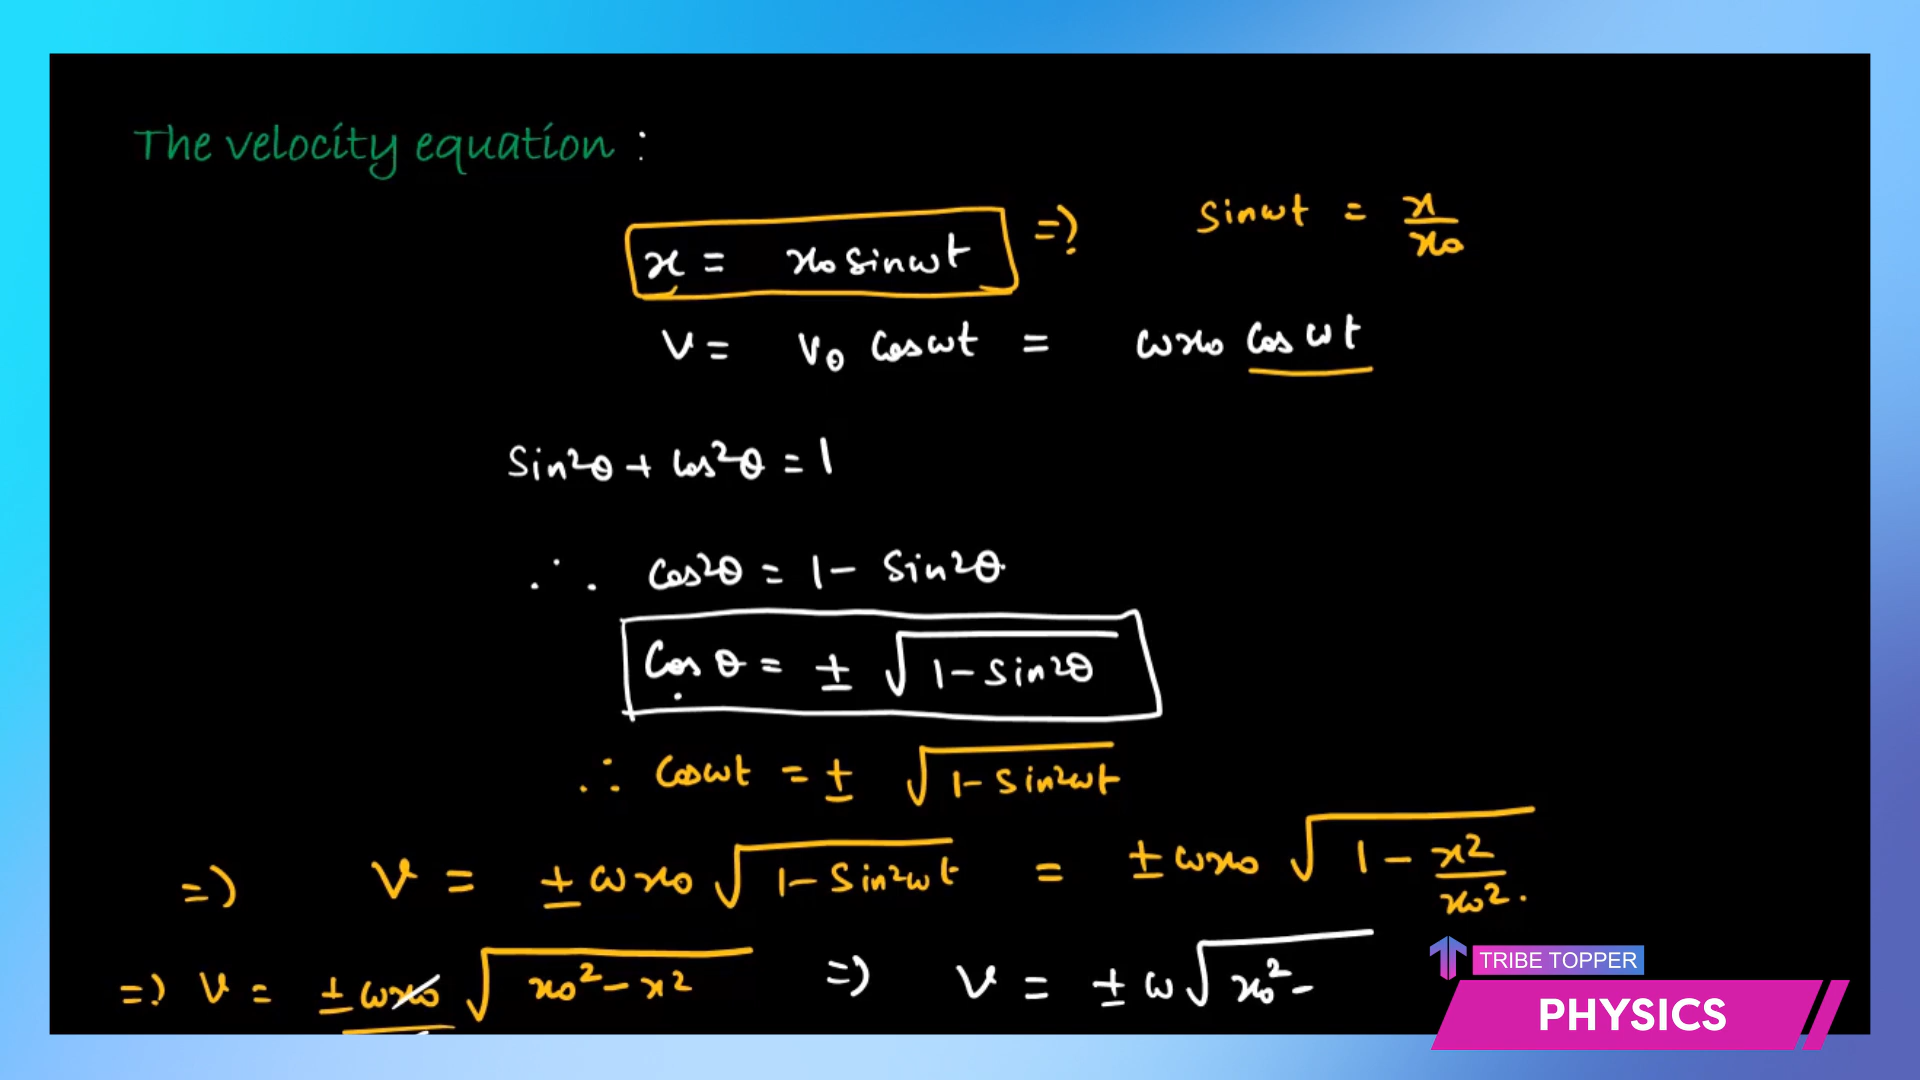 The velocity equation :
x = x₀ sinωt => sinωt = x/x₀
v = v₀ cosωt = ωx₀ cos ωt
sin²θ + cos²θ = 1
∴ cos²θ = 1 - sin²θ
cos θ = ± √(1 - sin²θ)
∴ cosωt = ± √(1 - sin²ωt)
=> v = ± ωx₀ √(1 - sin²ωt) = ± ωx₀ √(1 - x²/x₀²).
=> v = ± ωx₀ √(x₀² - x²) => v = ± ω √(x₀² -
TRIBE TOPPER
PHYSICS